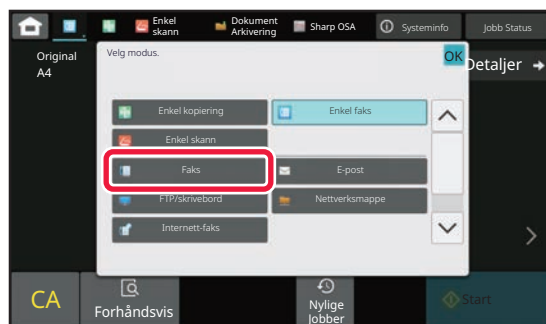 Enkel
skann
Dokument
Arkivering
Sharp OSA
Systeminfo
Jobb Status
Original
A4
Velg modus.
OK
Detaljer
Enkel kopiering
Enkel faks
Enkel skann
Faks
E-post
FTP/skrivebord
Nettverksmappe
Internett-faks
CA
Forhåndsvis
Nylige
Jobber
Start